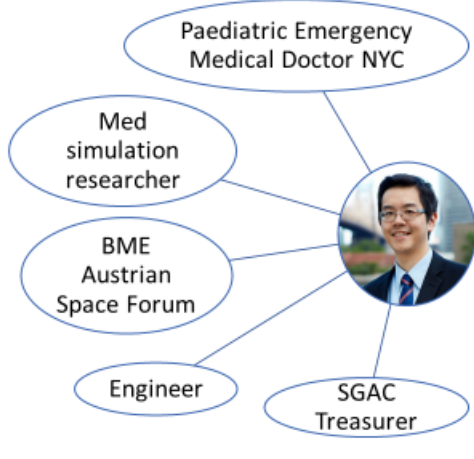 Paediatric Emergency
Medical Doctor NYC
Med
simulation
researcher
BME
Austrian
Space Forum
Engineer
SGAC
Treasurer